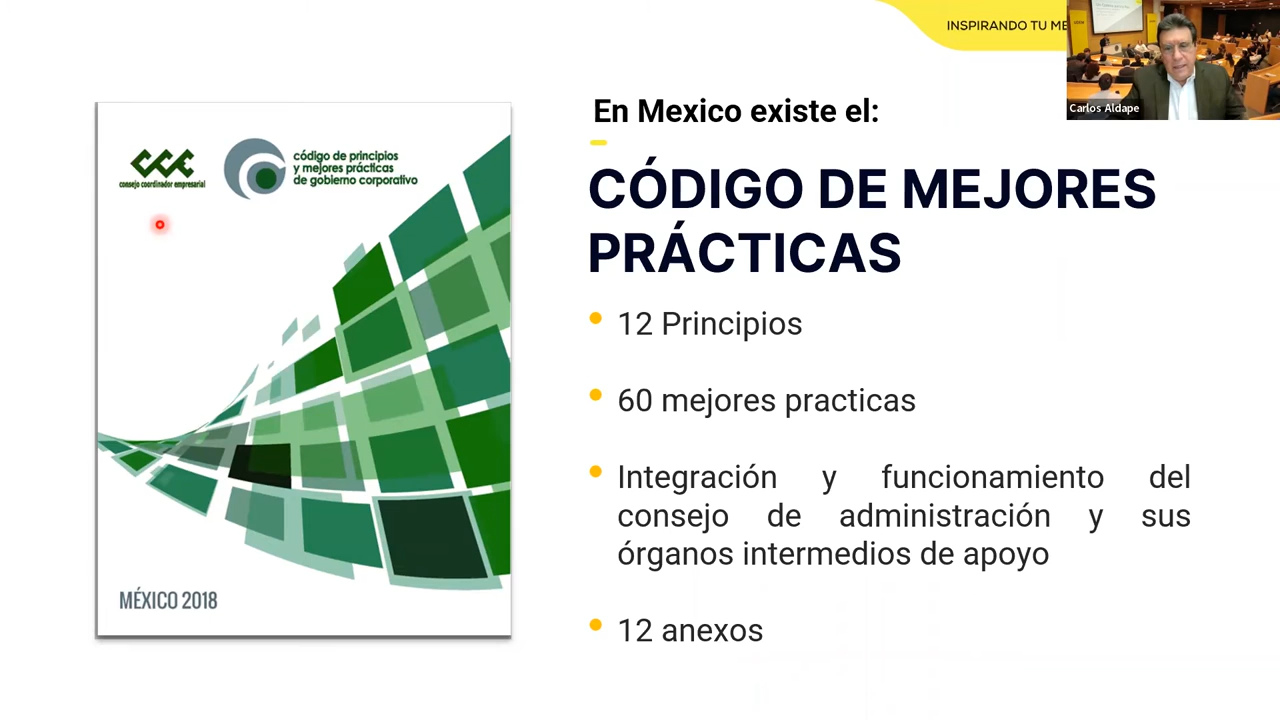 INSPIRANDO TU ME
Carlos Aldape
En Mexico existe el:
CÓDIGO DE MEJORES
PRÁCTICAS
12 Principios
60 mejores practicas
Integración y funcionamiento del
consejo de administración y sus
órganos intermedios de apoyo
12 anexos
CCE
consejo coordinador empresarial
código de principios
y mejores prácticas
de gobierno corporativo
MÉXICO 2018